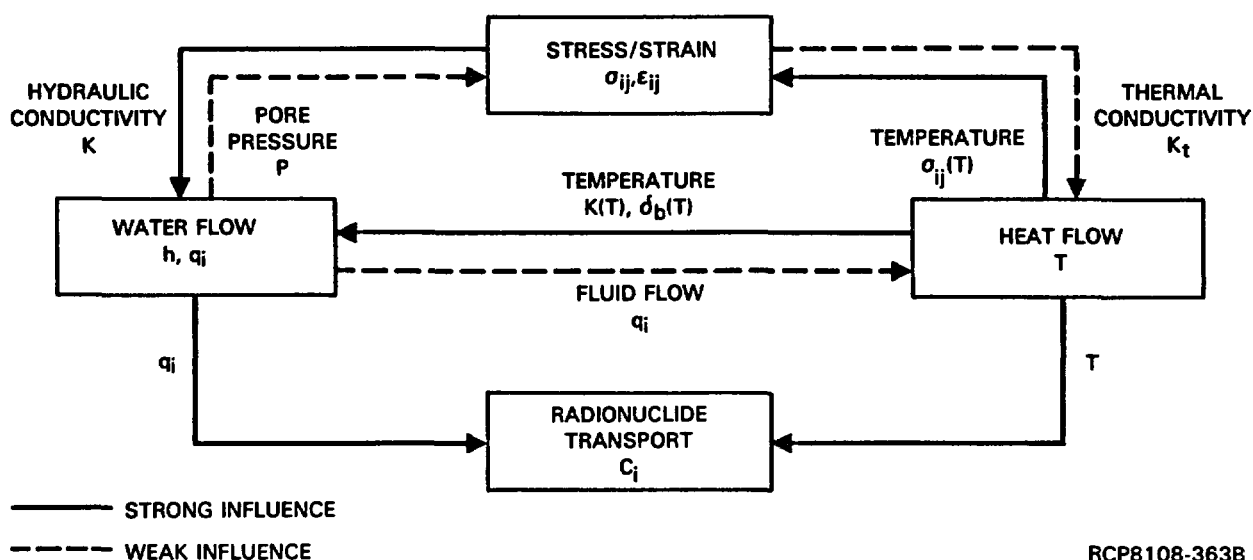 STRESS/STRAIN
σij,εij
HYDRAULIC
CONDUCTIVITY
K
PORE
PRESSURE
P
THERMAL
CONDUCTIVITY
Kt
TEMPERATURE
σij(T)
TEMPERATURE
K(T), δb(T)
WATER FLOW
h, qi
HEAT FLOW
T
FLUID FLOW
qi
qi
T
RADIONUCLIDE
TRANSPORT
Ci
STRONG INFLUENCE
WEAK INFLUENCE
RCP8108-363B